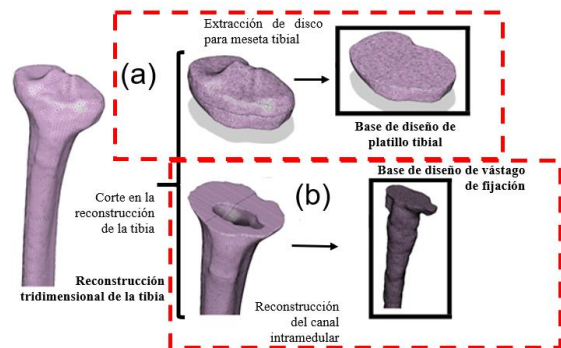 Extracción de disco
para meseta tibial
(a)
Base de diseño de
platillo tibial
Corte en la
reconstrucción
de la tibia
Reconstrucción
tridimensional de la tibia
(b)
Base de diseño de vástago
de fijación
Reconstrucción
del canal
intramedular